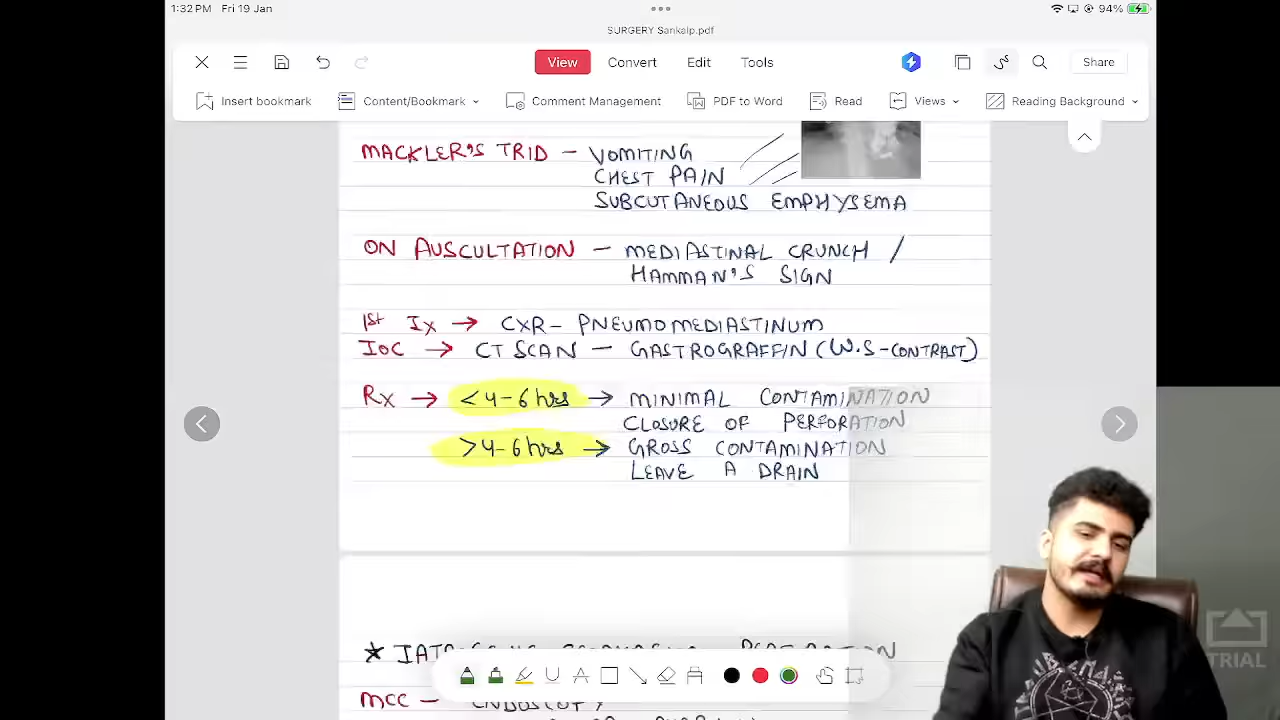 1:32 PM Fri 19 Jan
94%
SURGERY Sankalp.pdf
View Convert Edit Tools Share
Insert bookmark Content/Bookmark Comment Management PDF to Word Read Views Reading Background
MACKLER'S TRID - VOMITING
CHEST PAIN
SUBCUTANEOUS EMPHYSEMA
ON AUSCULTATION - MEDIASTINAL CRUNCH /
HAMMAN'S SIGN
1st Ix → CXR - PNEUMOMEDIASTINUM
IOC → CT SCAN - GASTROGRAFFIN (W.S-CONTRAST)
Rx → <4-6 hrs → MINIMAL CONTAMINATION
CLOSURE OF PERFORATION
>4-6 hrs → GROSS CONTAMINATION
LEAVE A DRAIN
MCC - ENDOSCOPY
TRIAL